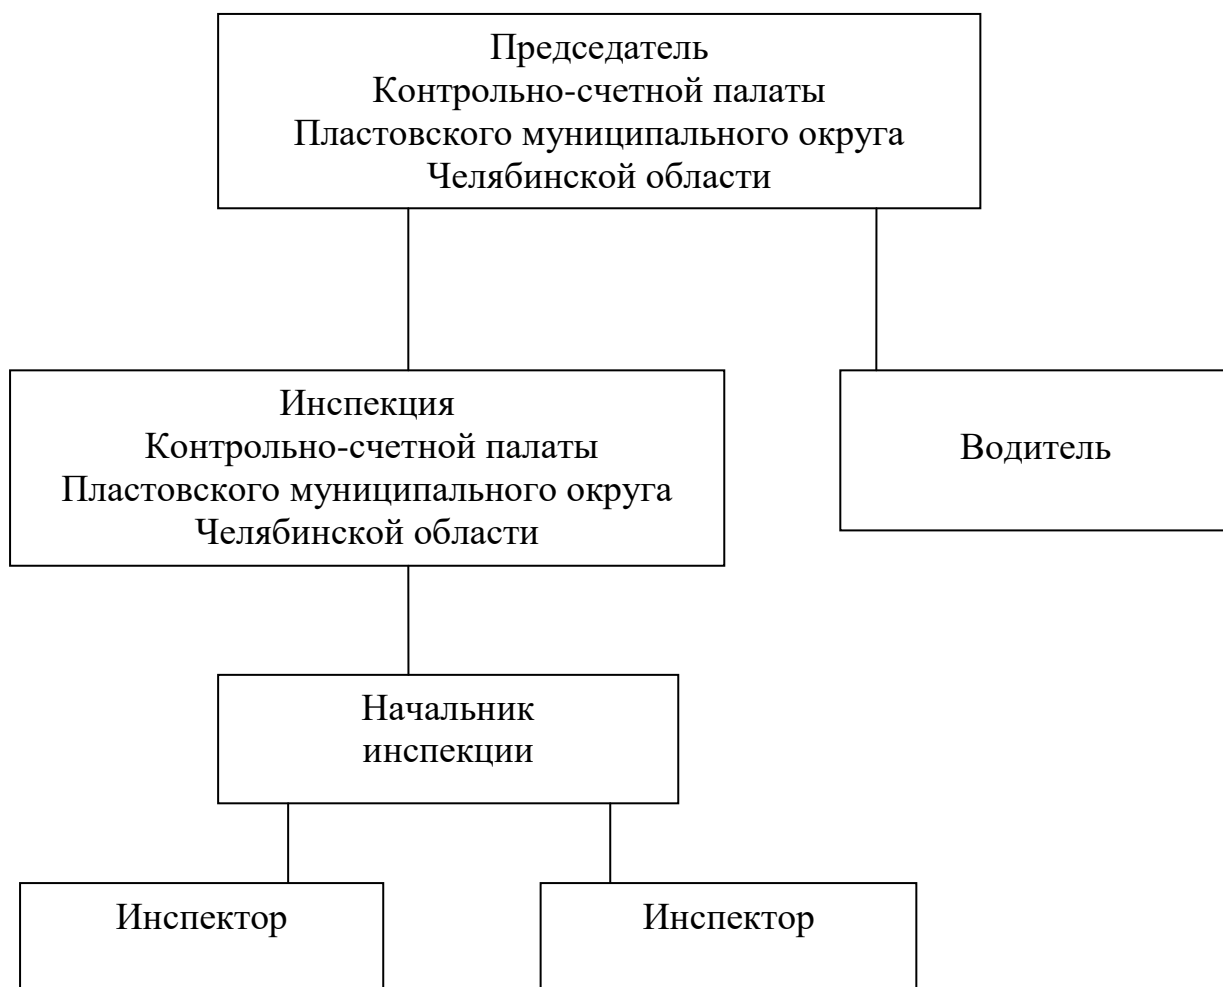 Председатель
Контрольно-счетной палаты
Пластовского муниципального округа
Челябинской области
Инспекция
Контрольно-счетной палаты
Пластовского муниципального округа
Челябинской области
Водитель
Начальник
инспекции
Инспектор
Инспектор